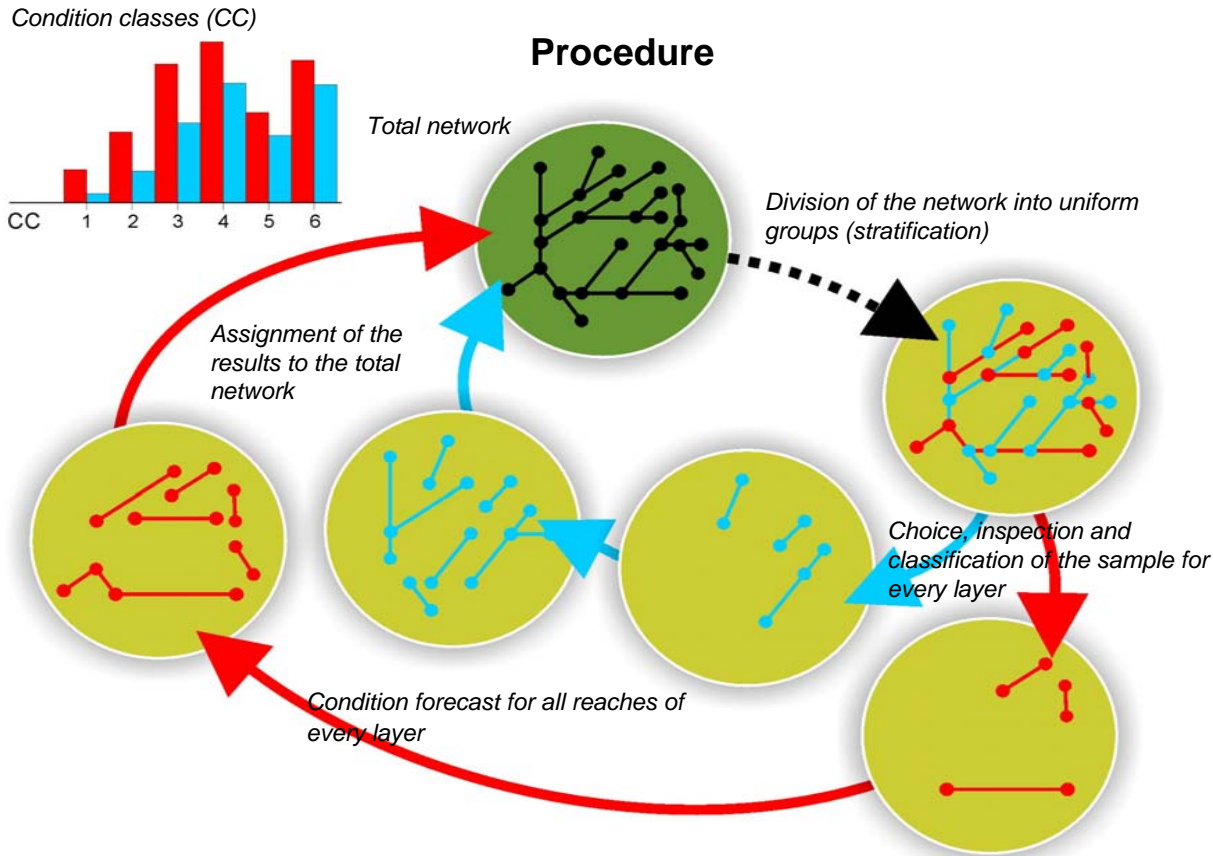 Condition classes (CC)
Procedure
CC 1 2 3 4 5 6
Total network
Division of the network into uniform
groups (stratification)
Assignment of the
results to the total
network
Choice, inspection and
classification of the sample for
every layer
Condition forecast for all reaches of
every layer